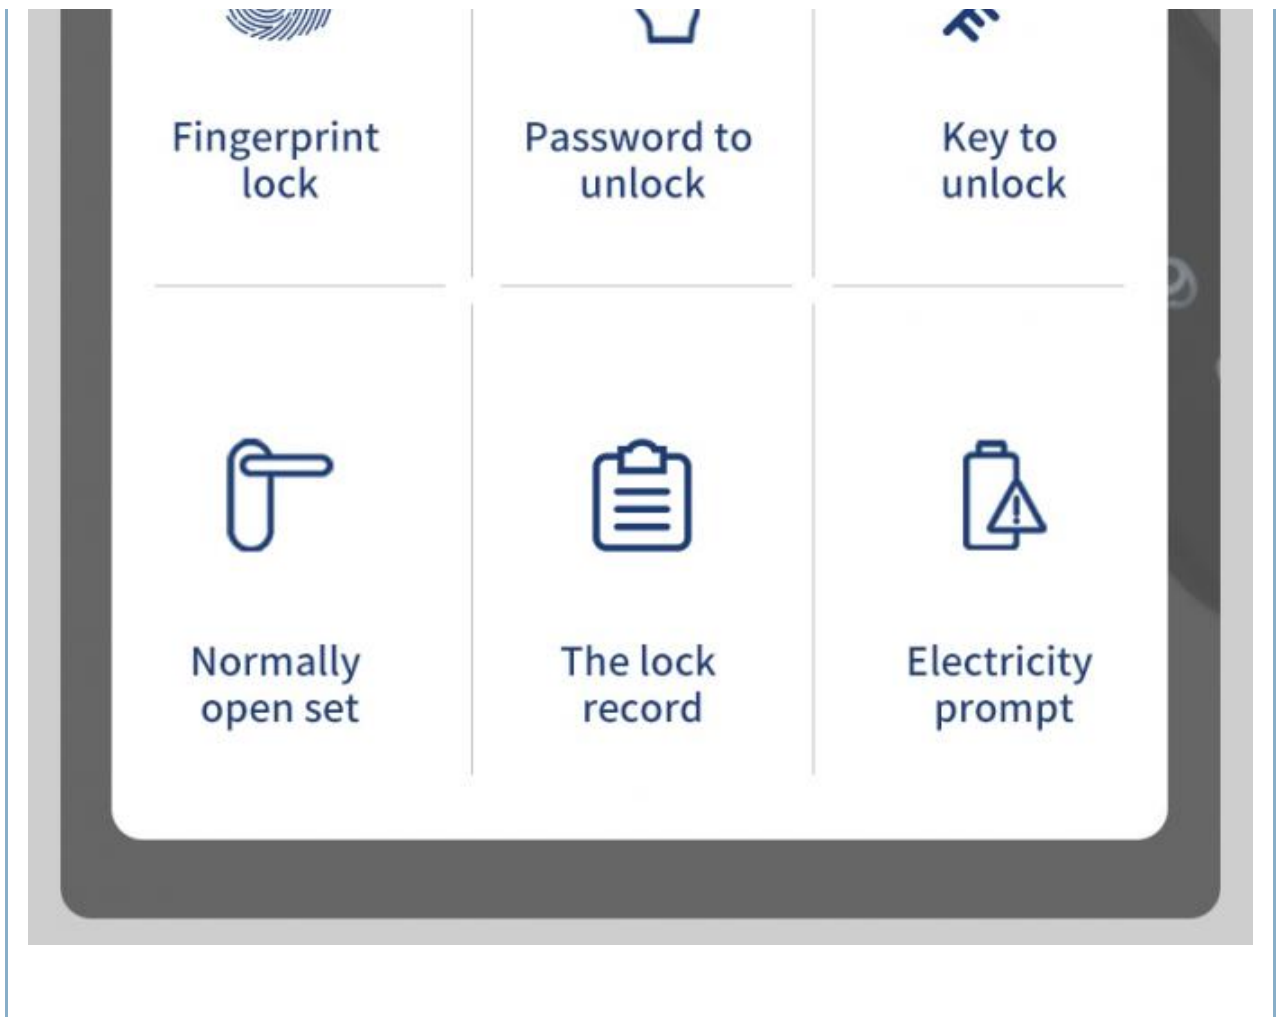 Fingerprint
lock
Password to
unlock
Key to
unlock
Normally
open set
The lock
record
Electricity
prompt